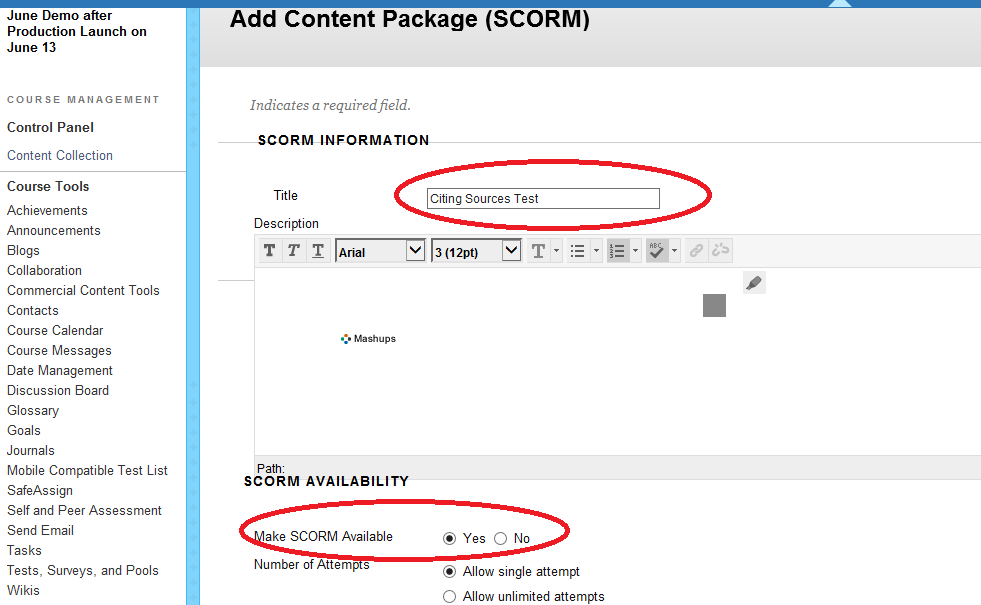 June Demo after
Production Launch on
June 13
COURSE MANAGEMENT
Control Panel
Content Collection
Course Tools
Achievements
Announcements
Blogs
Collaboration
Commercial Content Tools
Contacts
Course Calendar
Course Messages
Date Management
Discussion Board
Glossary
Goals
Journals
Mobile Compatible Test List
SafeAssign
Self and Peer Assessment
Send Email
Tasks
Tests, Surveys, and Pools
Wikis
Add Content Package (SCORM)
Indicates a required field.
SCORM INFORMATION
Title Citing Sources Test
Description
T T T Arial 3 (12pt) T ABC
Mashups
Path:
SCORM AVAILABILITY
Make SCORM Available Yes No
Number of Attempts Allow single attempt
Allow unlimited attempts